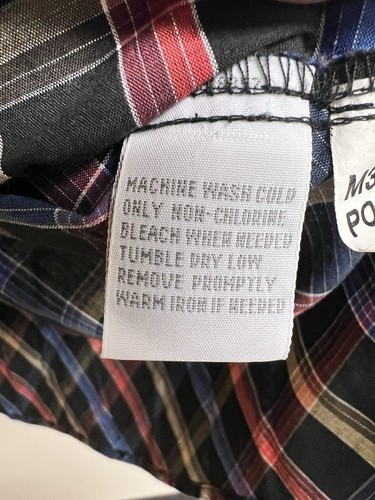 MACHINE WASH COLD
ONLY NON-CHLORINE
BLEACH WHEN NEEDED
TUMBLE DRY LOW
REMOVE PROMPTLY
WARM IRON IF NEEDED
M3
PO